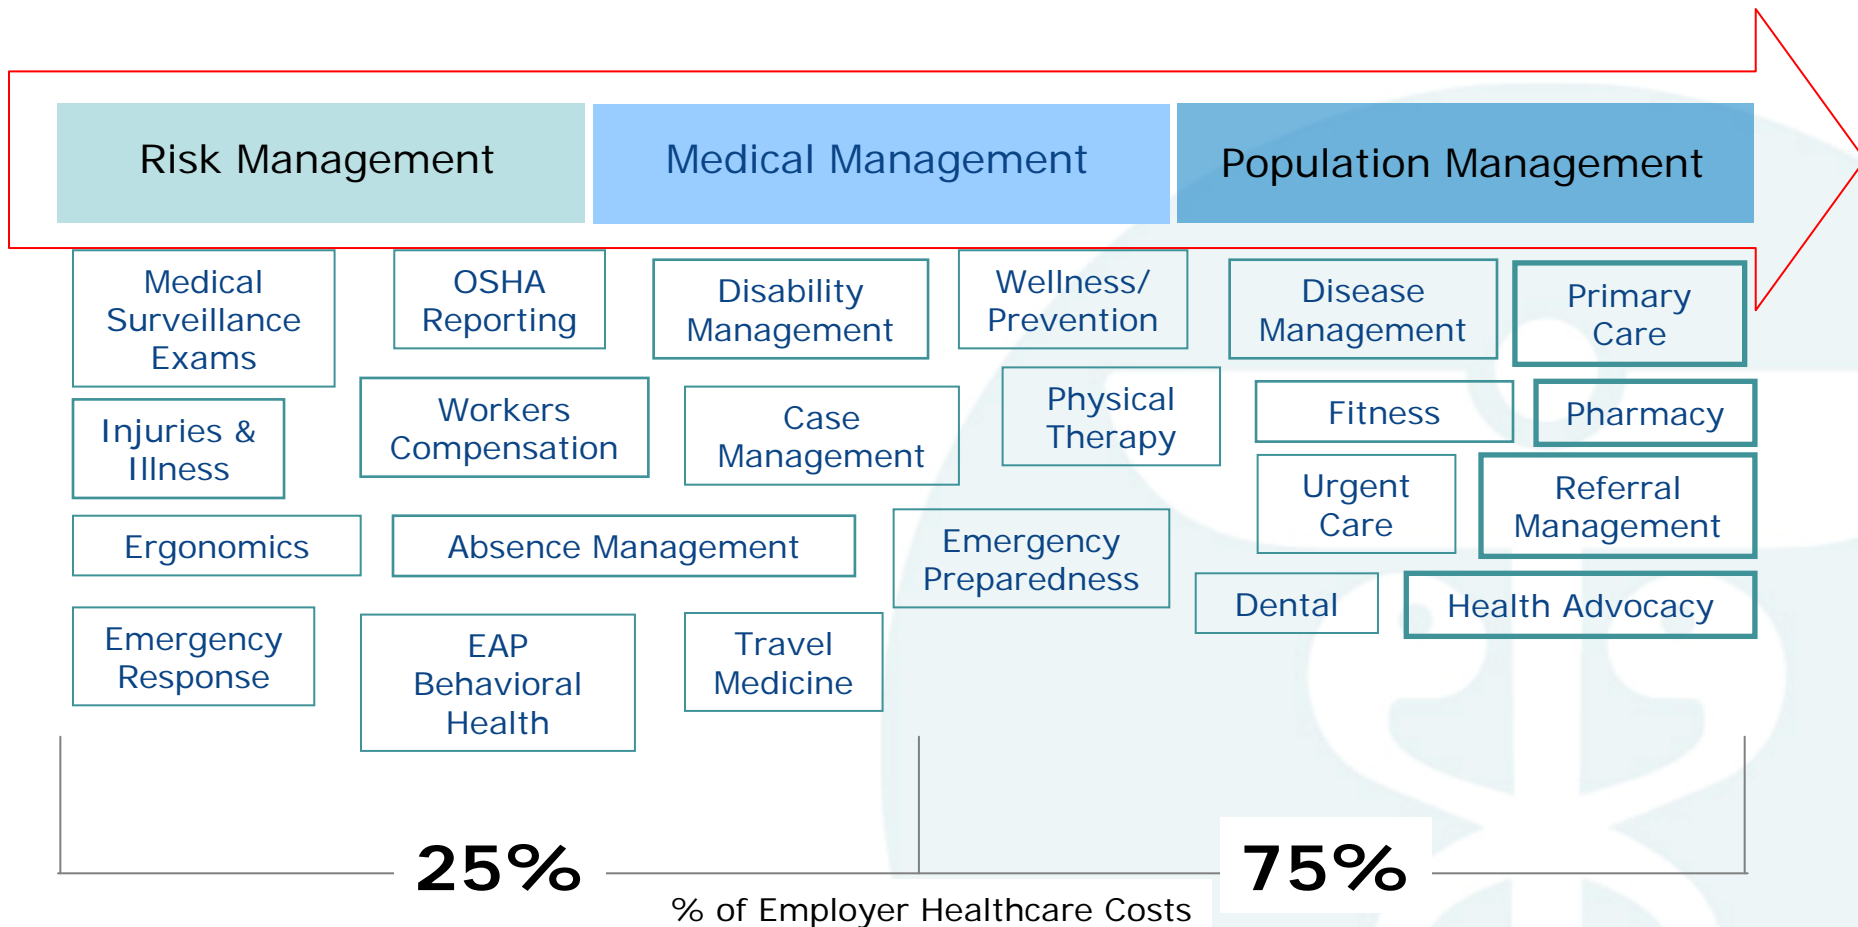 Risk Management
Medical Management
Population Management
Medical
Surveillance
Exams
OSHA
Reporting
Disability
Management
Wellness/
Prevention
Disease
Management
Primary
Care
Injuries &
Illness
Workers
Compensation
Case
Management
Physical
Therapy
Fitness
Pharmacy
Urgent
Care
Referral
Management
Ergonomics
Absence Management
Emergency
Preparedness
Dental
Health Advocacy
Emergency
Response
EAP
Behavioral
Health
Travel
Medicine
25%
75%
% of Employer Healthcare Costs